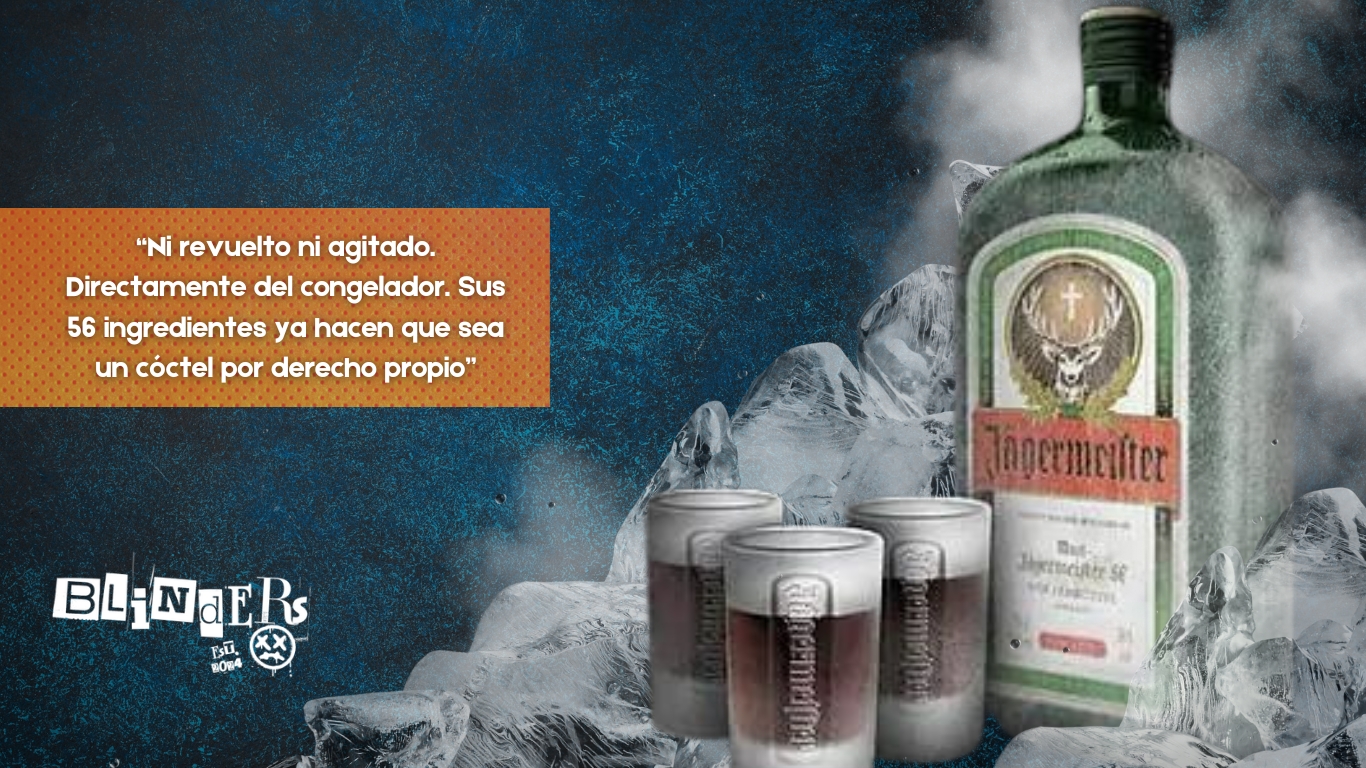 “Ni revuelto ni agitado.
Directamente del congelador. Sus
56 ingredientes ya hacen que sea
un cóctel por derecho propio”
BLiNdERs
Est.
2024
Jägermeister